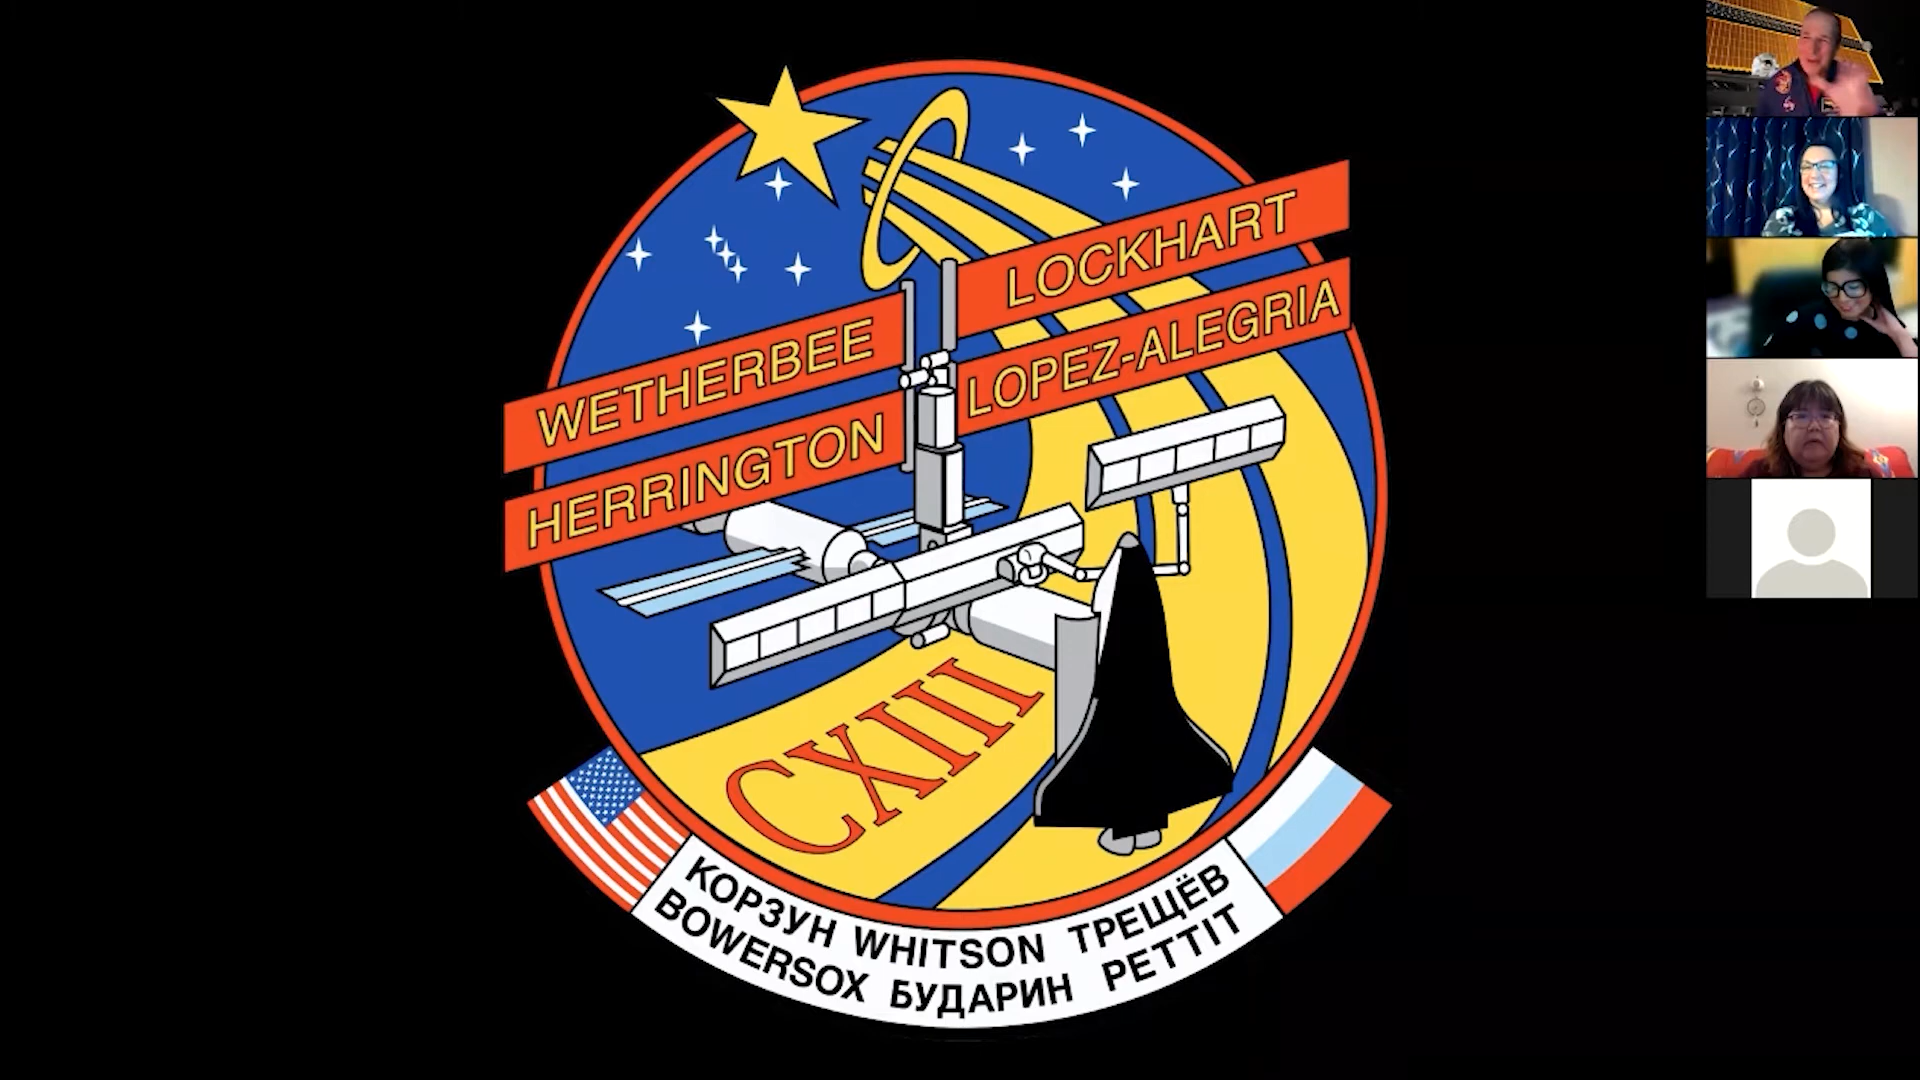 WETHERBEE
LOCKHART
HERRINGTON
LOPEZ-ALEGRIA
CXIII
КОРЗУН WHITSON ТРЕЩЁВ
BOWERSOX БУДАРИН PETTIT